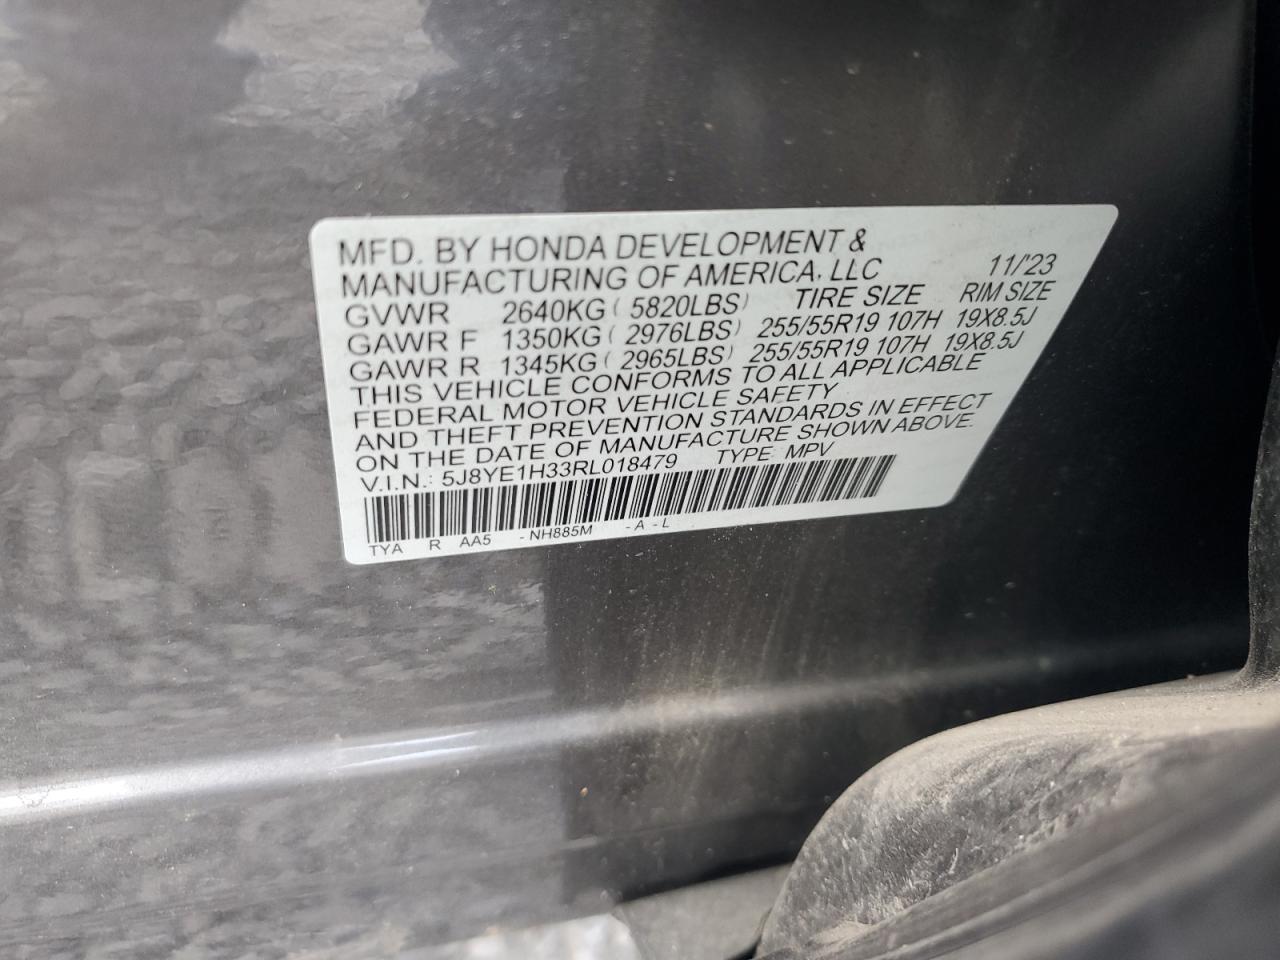 MFD. BY HONDA DEVELOPMENT &
MANUFACTURING OF AMERICA, LLC 11/'23
GVWR 2640KG ( 5820LBS) TIRE SIZE RIM SIZE
GAWR F 1350KG ( 2976LBS) 255/55R19 107H 19X8.5J
GAWR R 1345KG ( 2965LBS) 255/55R19 107H 19X8.5J
THIS VEHICLE CONFORMS TO ALL APPLICABLE
FEDERAL MOTOR VEHICLE SAFETY
AND THEFT PREVENTION STANDARDS IN EFFECT
ON THE DATE OF MANUFACTURE SHOWN ABOVE.
V.I.N.: 5J8YE1H33RL018479 TYPE: MPV
TYA R AA5 - NH885M - A - L